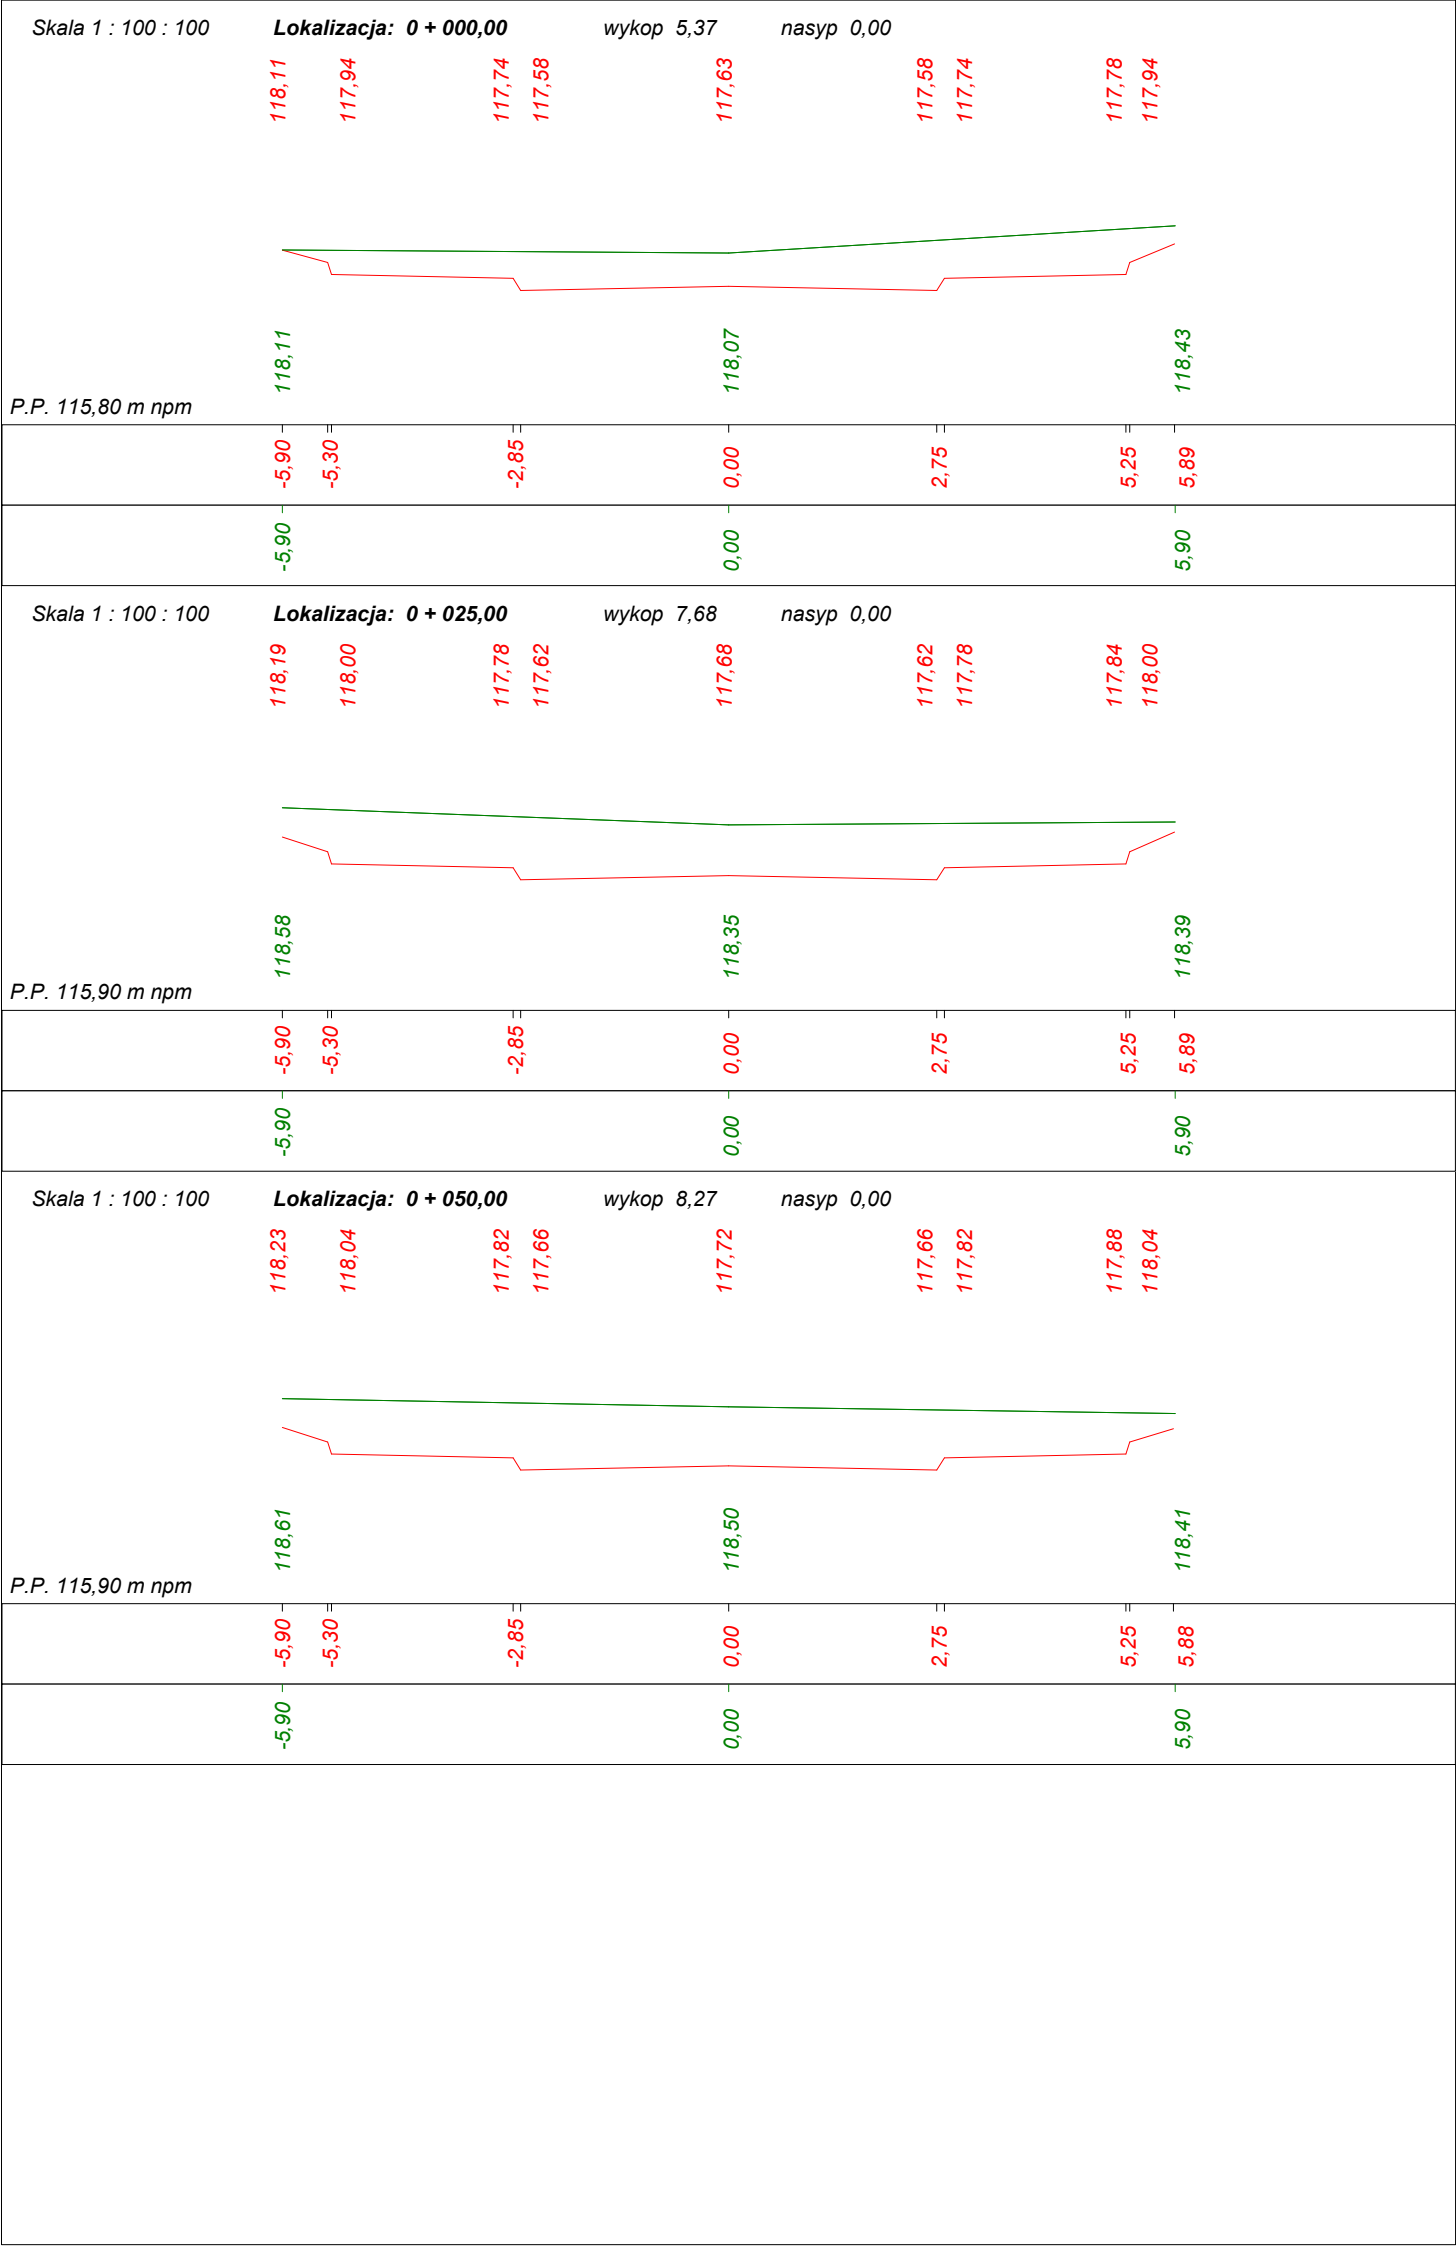 Skala 1 : 100 : 100 Lokalizacja: 0 + 000,00 wykop 5,37 nasyp 0,00
118,11 117,94 117,74 117,58 117,63 117,58 117,74 117,78 117,94
118,11 118,07 118,43
P.P. 115,80 m npm
-5,90 -5,30 -2,85 0,00 2,75 5,25 5,89
-5,90 0,00 5,90
Skala 1 : 100 : 100 Lokalizacja: 0 + 025,00 wykop 7,68 nasyp 0,00
118,19 118,00 117,78 117,62 117,68 117,62 117,78 117,84 118,00
118,58 118,35 118,39
P.P. 115,90 m npm
-5,90 -5,30 -2,85 0,00 2,75 5,25 5,89
-5,90 0,00 5,90
Skala 1 : 100 : 100 Lokalizacja: 0 + 050,00 wykop 8,27 nasyp 0,00
118,23 118,04 117,82 117,66 117,72 117,66 117,82 117,88 118,04
118,61 118,50 118,41
P.P. 115,90 m npm
-5,90 -5,30 -2,85 0,00 2,75 5,25 5,88
-5,90 0,00 5,90